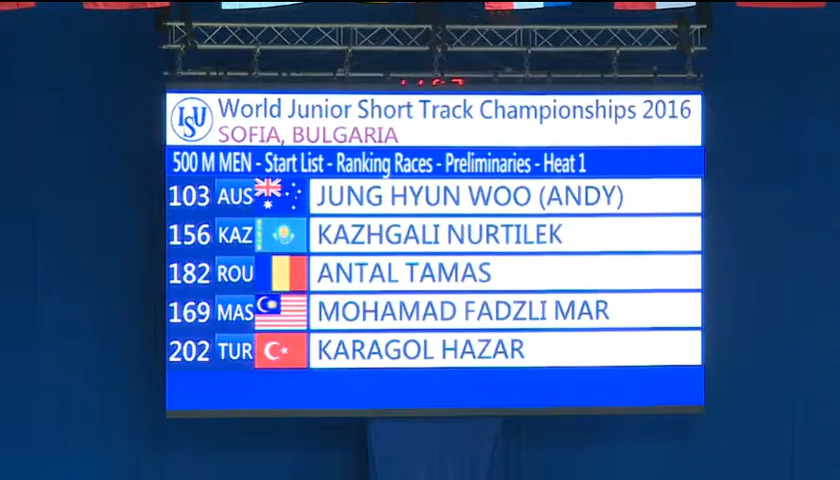 ISU World Junior Short Track Championships 2016
SOFIA, BULGARIA
500 M MEN - Start List - Ranking Races - Preliminaries - Heat 1
103 AUS JUNG HYUN WOO (ANDY)
156 KAZ KAZHGALI NURTILEK
182 ROU ANTAL TAMAS
169 MAS MOHAMAD FADZLI MAR
202 TUR KARAGOL HAZAR